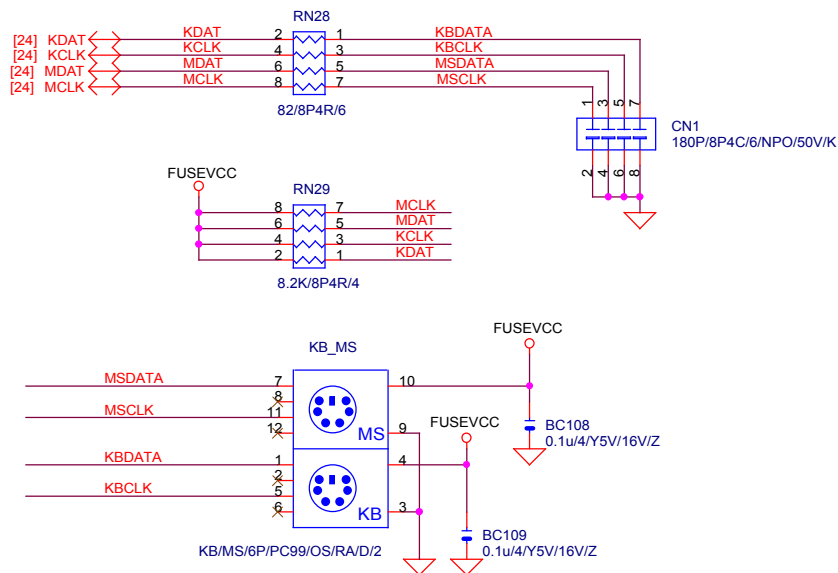 RN28
[24] KDAT KDAT 2 1 KBDATA
[24] KCLK KCLK 4 3 KBCLK
[24] MDAT MDAT 6 5 MSDATA
[24] MCLK MCLK 8 7 MSCLK
82/8P4R/6
1 3 5 7
CN1
180P/8P4C/6/NPO/50V/K
2 4 6 8
FUSEVCC
RN29
8 7 MCLK
6 5 MDAT
4 3 KCLK
2 1 KDAT
8.2K/8P4R/4
FUSEVCC
KB_MS
MSDATA 7 10
8
MSCLK 11
12 MS 9
FUSEVCC
BC108
0.1u/4/Y5V/16V/Z
KBDATA 1 4
2
KBCLK 5
6 KB 3
BC109
0.1u/4/Y5V/16V/Z
KB/MS/6P/PC99/OS/RA/D/2